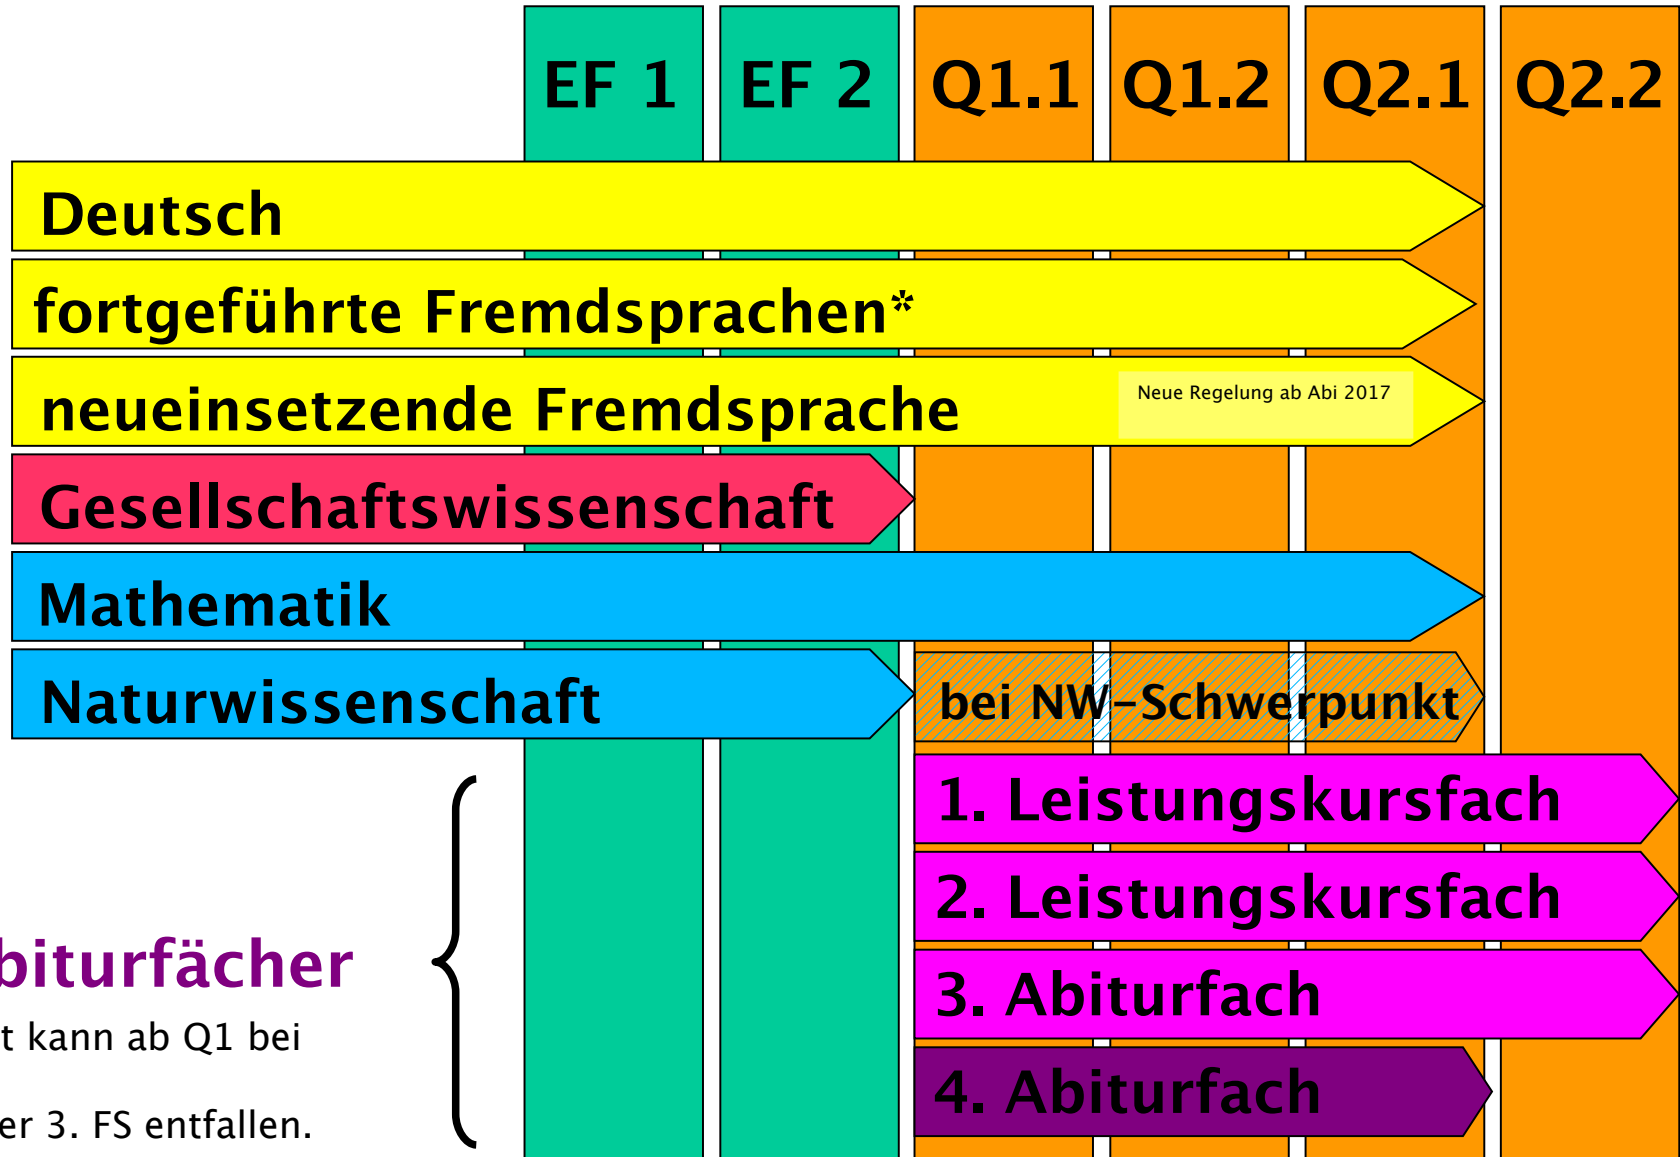 EF 1 EF 2 Q1.1 Q1.2 Q2.1 Q2.2
Deutsch
fortgeführte Fremdsprachen*
neueinsetzende Fremdsprache Neue Regelung ab Abi 2017
Gesellschaftswissenschaft
Mathematik
Naturwissenschaft bei NW-Schwerpunkt
1. Leistungskursfach
2. Leistungskursfach
biturfächer
3. Abiturfach
t kann ab Q1 bei
4. Abiturfach
er 3. FS entfallen.